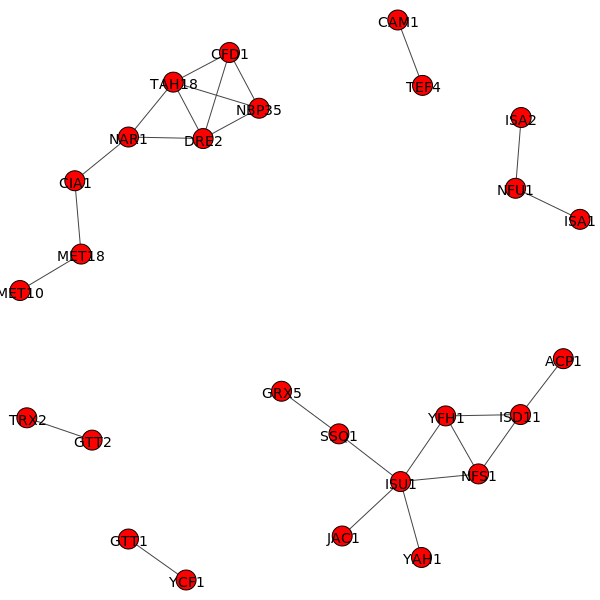 CAM1
CFD1
TAH18
TEF4
NBP35
ISA2
NAR1
DRE2
CIA1
NFU1
ISA1
MET18
MET10
ACP1
GRX5
TRX2
YFH1
ISD11
GTT2
SSQ1
NFS1
ISU1
JAC1
GTT1
YAH1
YCF1